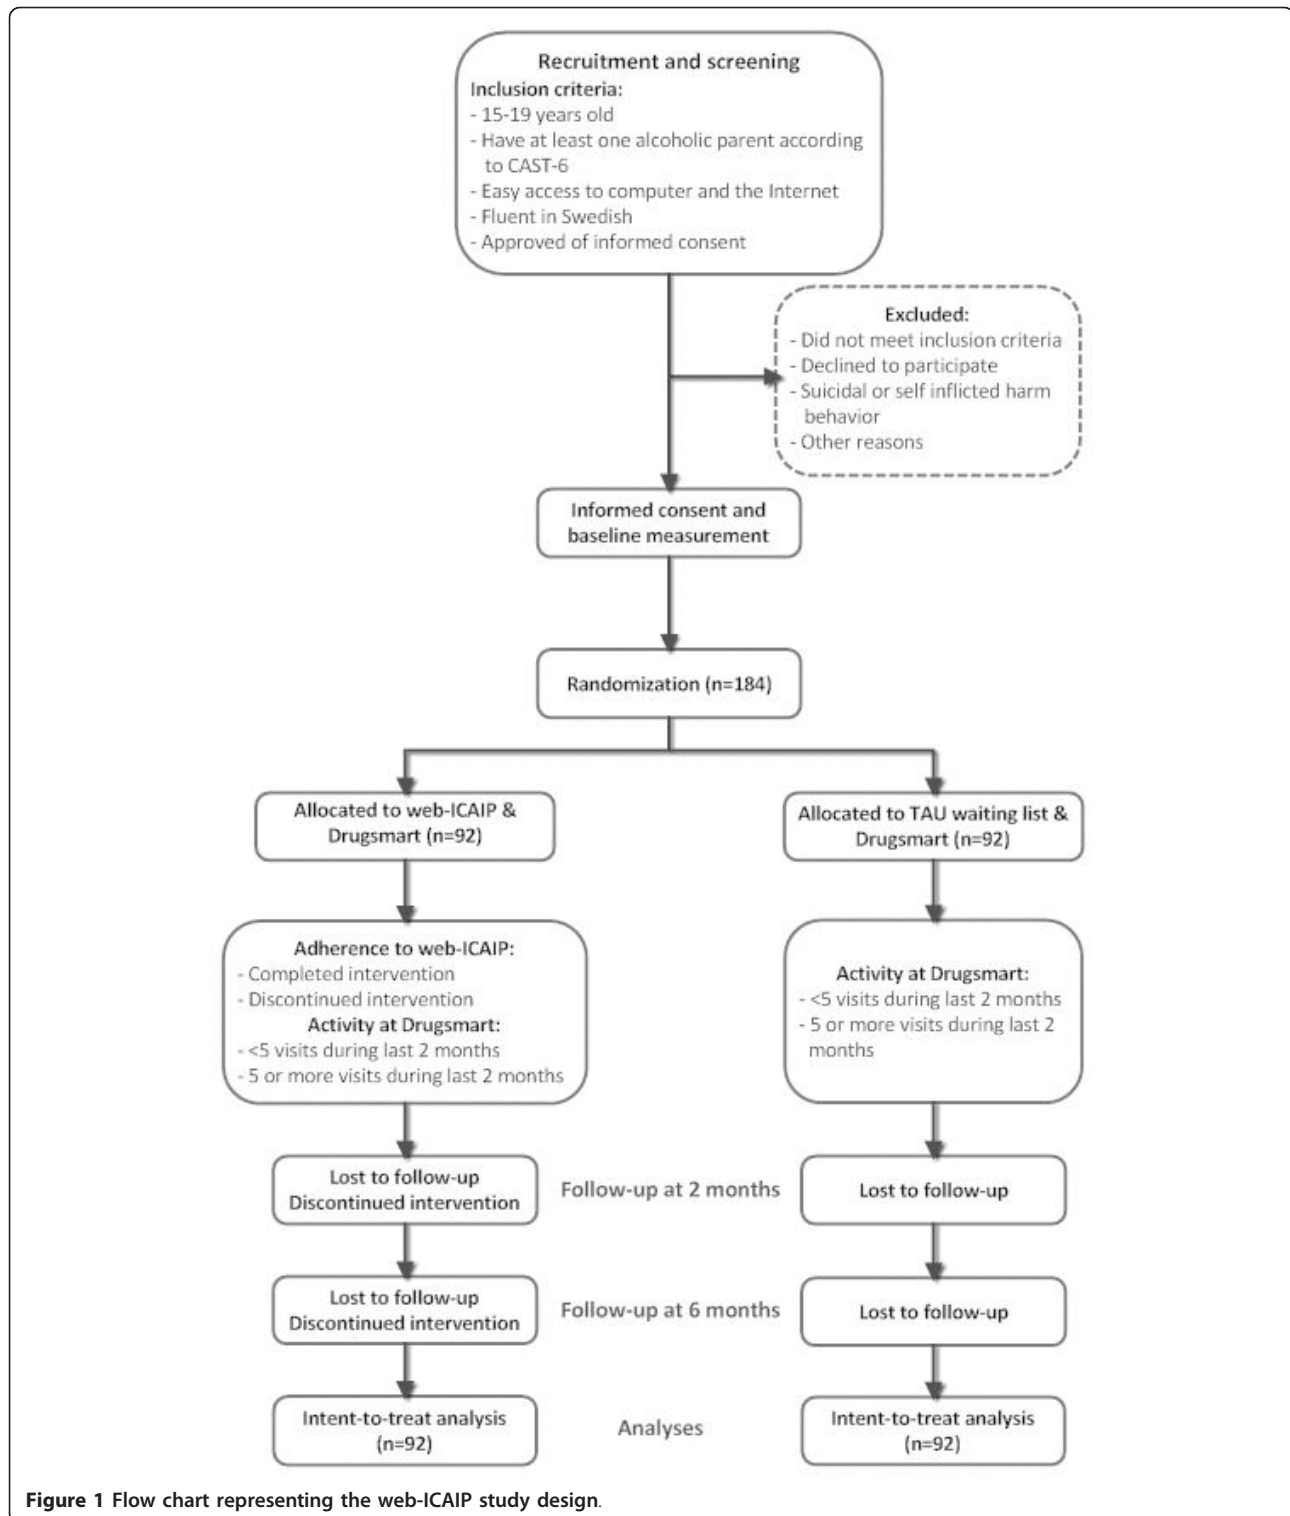 Recruitment and screening
Inclusion criteria:
- 15-19 years old
- Have at least one alcoholic parent according
to CAST-6
- Easy access to computer and the Internet
- Fluent in Swedish
- Approved of informed consent
Excluded:
- Did not meet inclusion criteria
- Declined to participate
- Suicidal or self inflicted harm
behavior
- Other reasons
Informed consent and
baseline measurement
Randomization (n=184)
Allocated to web-ICAIP &
Drugsmart (n=92)
Allocated to TAU waiting list &
Drugsmart (n=92)
Adherence to web-ICAIP:
- Completed intervention
- Discontinued intervention
Activity at Drugsmart:
- <5 visits during last 2 months
- 5 or more visits during last 2 months
Activity at Drugsmart:
- <5 visits during last 2 months
- 5 or more visits during last 2
months
Lost to follow-up
Discontinued intervention
Follow-up at 2 months
Lost to follow-up
Lost to follow-up
Discontinued intervention
Follow-up at 6 months
Lost to follow-up
Intent-to-treat analysis
(n=92)
Analyses
Intent-to-treat analysis
(n=92)
Figure 1 Flow chart representing the web-ICAIP study design.